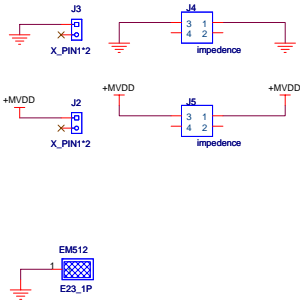 J3
X_PIN1*2
J4
3 1
4 2
impedence
+MVDD
J2
X_PIN1*2
+MVDD
+MVDD
J5
3 1
4 2
impedence
EM512
1
E23_1P